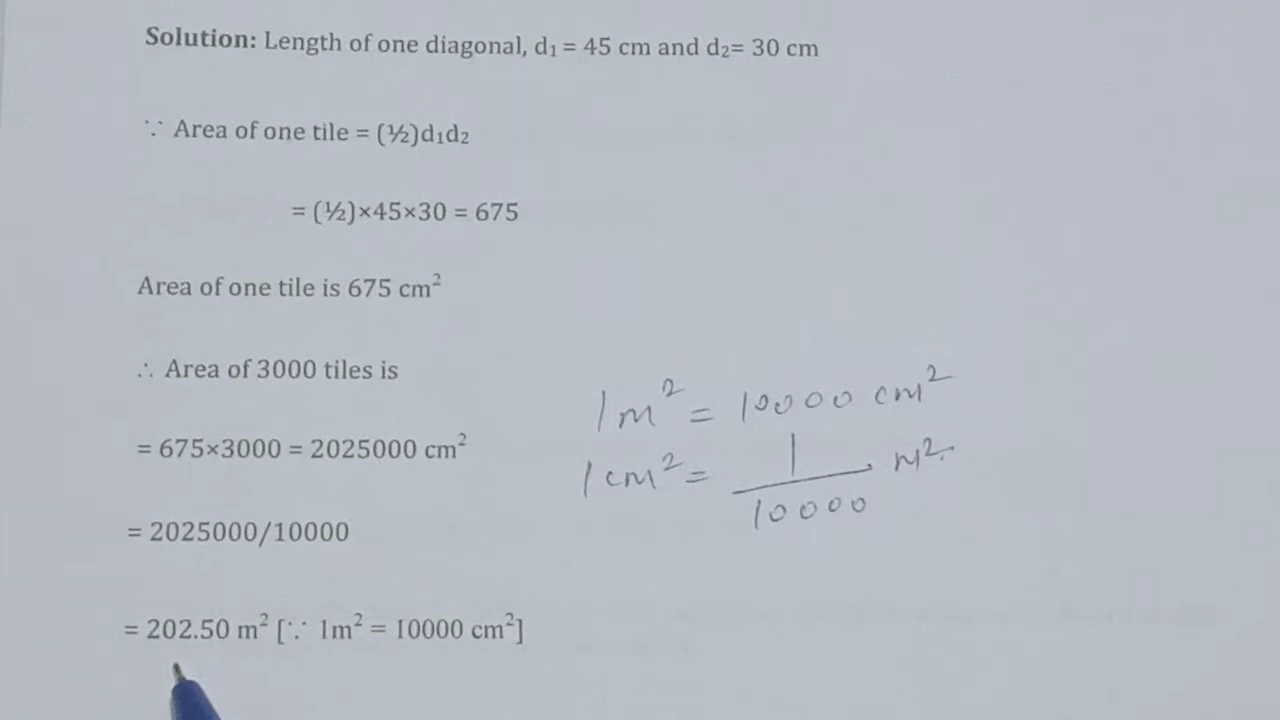 Solution: Length of one diagonal, d₁ = 45 cm and d₂= 30 cm
∵ Area of one tile = (½)d₁d₂
= (½)×45×30 = 675
Area of one tile is 675 cm²
∴ Area of 3000 tiles is
= 675×3000 = 2025000 cm²
= 2025000/10000
= 202.50 m² [∵ 1m² = 10000 cm²]
1m² = 10000 cm²
1cm² = 1/10000 m².